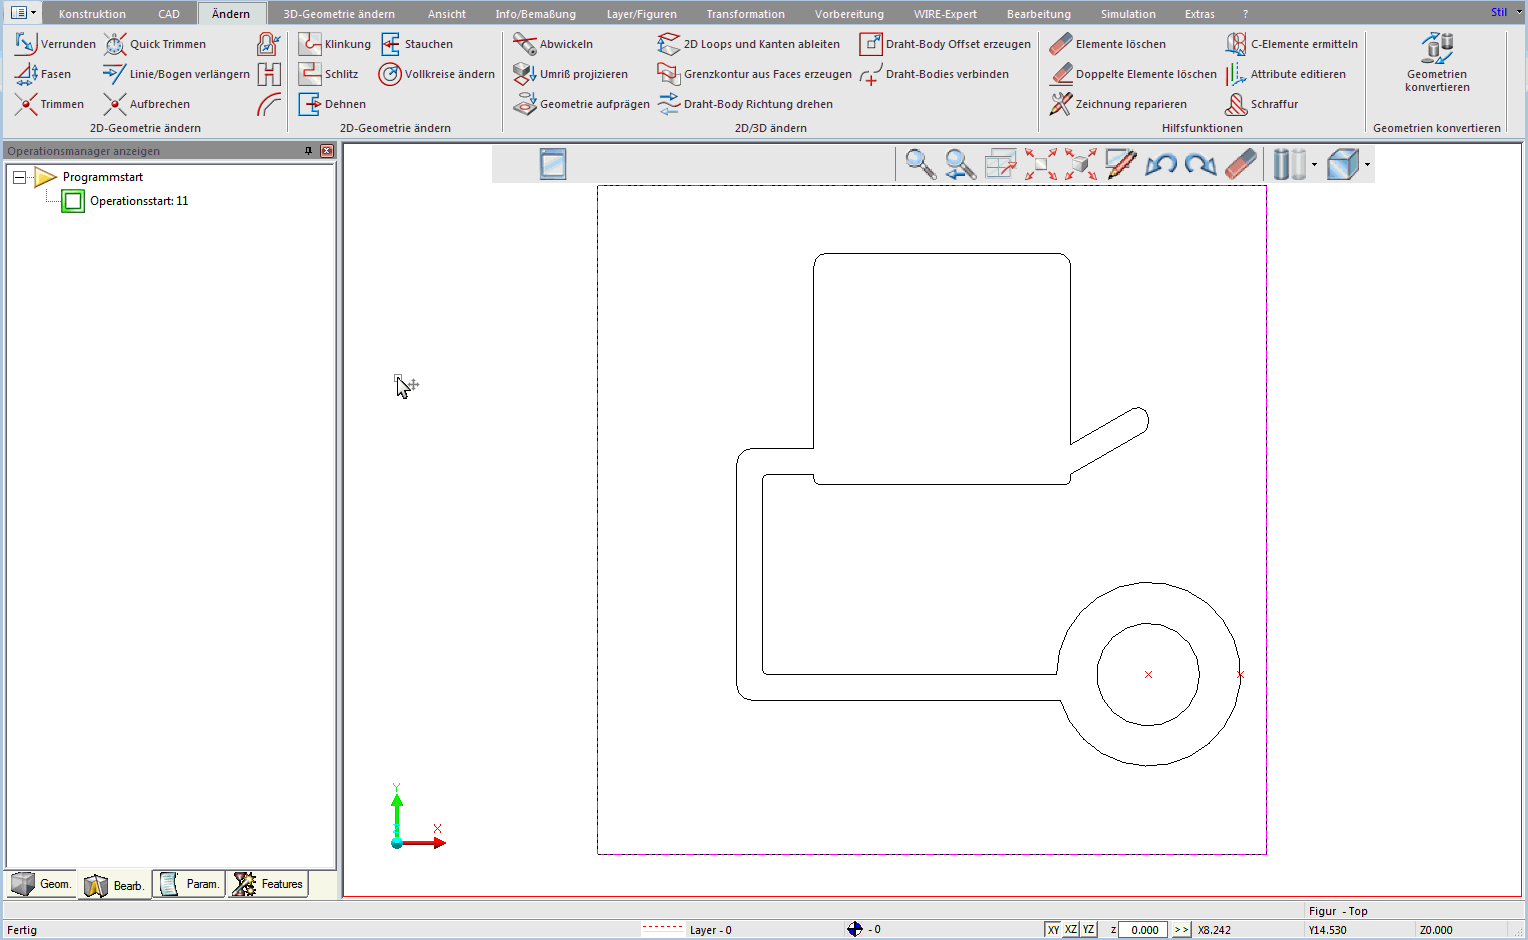 Konstruktion CAD Ändern 3D-Geometrie ändern Ansicht Info/Bemaßung Layer/Figuren Transformation Vorbereitung WIRE-Expert Bearbeitung Simulation Extras ? Stil
Verrunden Quick Trimmen Klinkung Stauchen Abwickeln 2D Loops und Kanten ableiten Draht-Body Offset erzeugen Elemente löschen C-Elemente ermitteln
Fasen Linie/Bogen verlängern Schlitz Vollkreise ändern Umriß projizieren Grenzkontur aus Faces erzeugen Draht-Bodies verbinden Doppelte Elemente löschen Attribute editieren
Geometrien
konvertieren
Trimmen Aufbrechen Dehnen Geometrie aufprägen Draht-Body Richtung drehen Zeichnung reparieren Schraffur
2D-Geometrie ändern 2D-Geometrie ändern 2D/3D ändern Hilfsfunktionen Geometrien konvertieren
Operationsmanager anzeigen
Programmstart
Operationsstart: 11
Y
Z
X
Geom. Bearb. Param. Features
Figur - Top
Fertig Layer - 0 - 0 XY XZ YZ z 0.000 >> X8.242 Y14.530 Z0.000